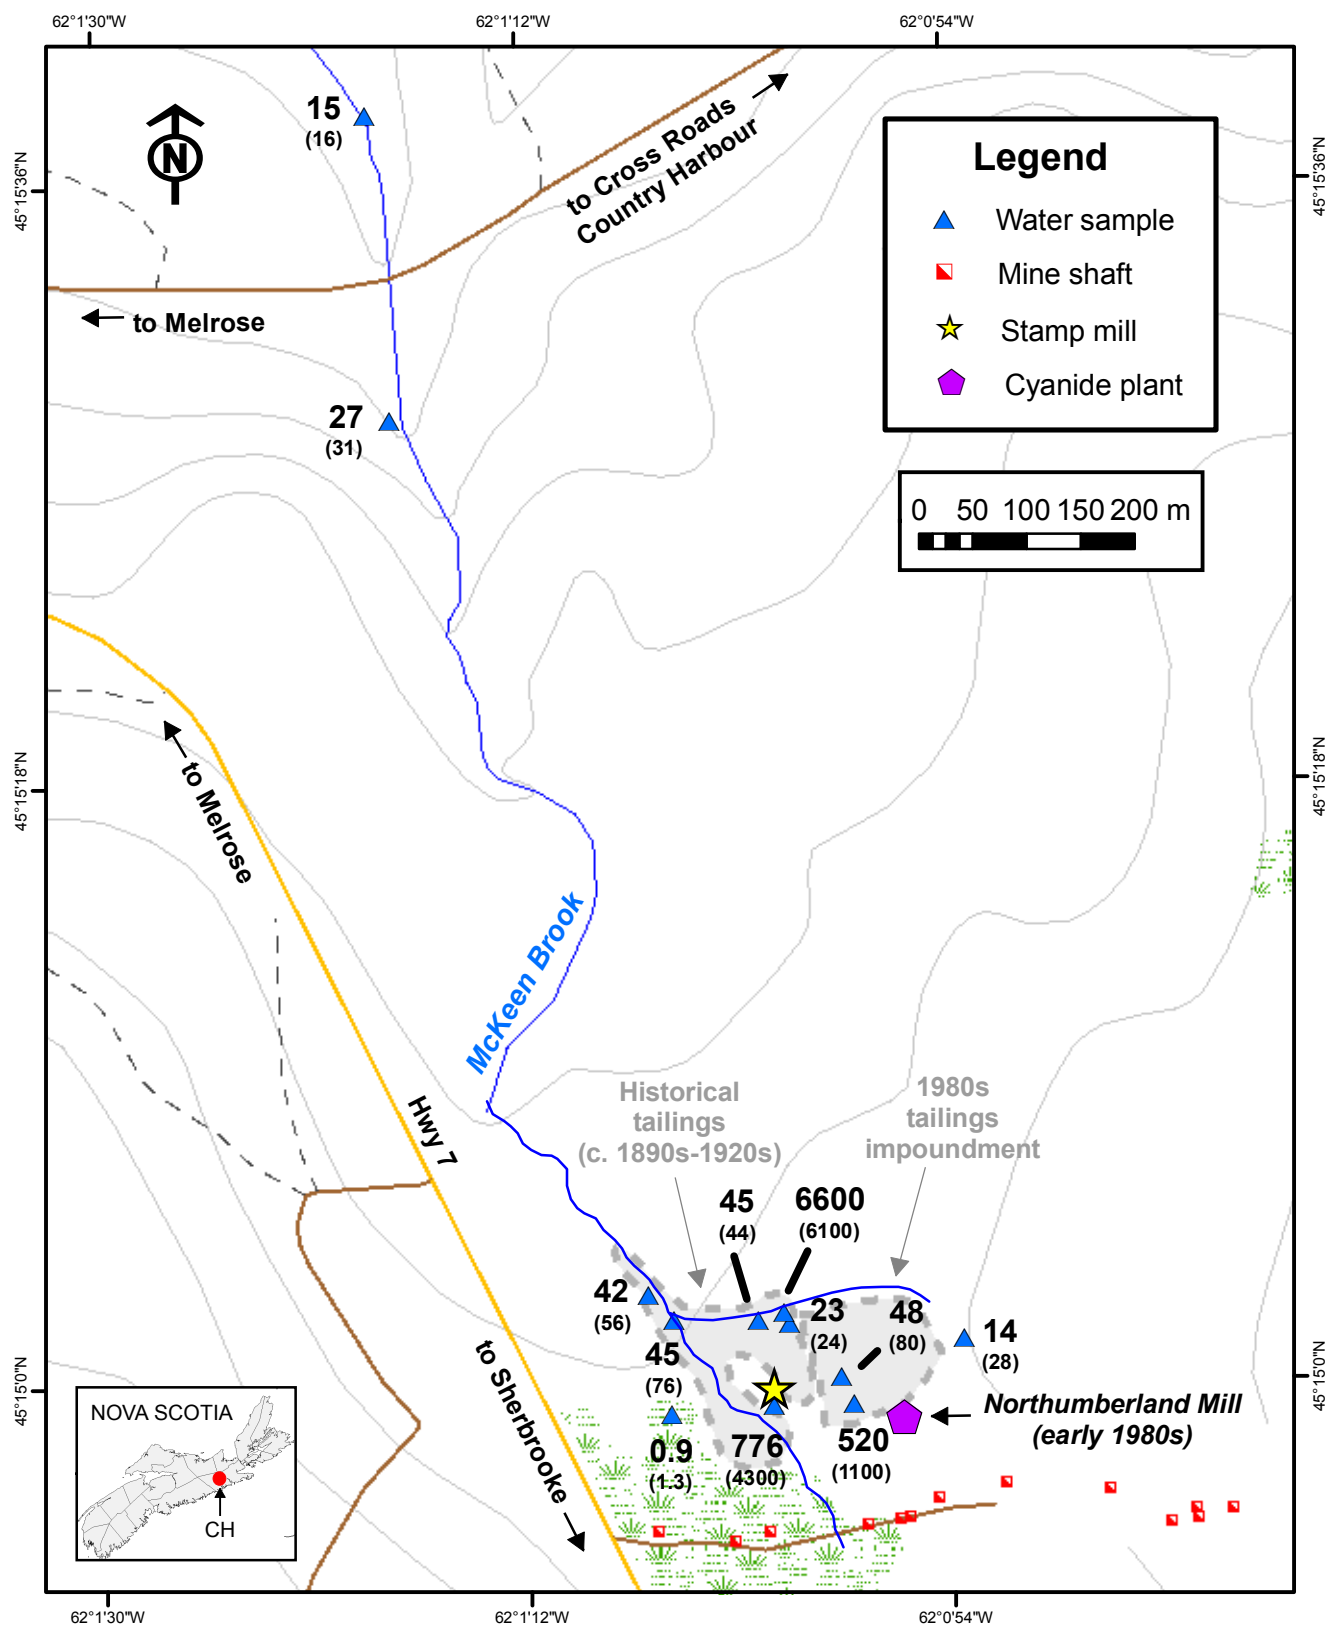 62°1'30"W
62°1'12"W
62°0'54"W
15
(16)
N
to Cross Roads
Country Harbour
Legend
Water sample
Mine shaft
Stamp mill
Cyanide plant
45°15'36"N
45°15'36"N
to Melrose
27
(31)
0 50 100 150 200 m
45°15'18"N
45°15'18"N
to Melrose
McKeen Brook
Hwy 7
Historical
tailings
(c. 1890s-1920s)
1980s
tailings
impoundment
45
(44)
6600
(6100)
42
(56)
23
(24)
48
(80)
14
(28)
45
(76)
to Sherbrooke
45°15'0"N
45°15'0"N
Northumberland Mill
(early 1980s)
0.9
(1.3)
776
(4300)
520
(1100)
NOVA SCOTIA
CH
62°1'30"W
62°1'12"W
62°0'54"W